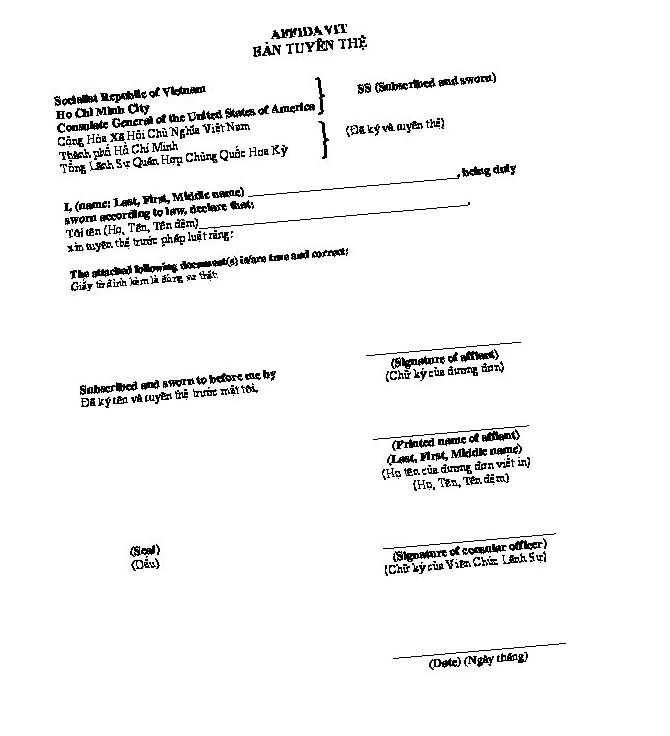 AFFIDAVIT
BẢN TUYÊN THỆ
Socialist Republic of Vietnam
Ho Chi Minh City
Consulate General of the United States of America
SS (Subscribed and sworn)
Cộng Hòa Xã Hội Chủ Nghĩa Việt Nam
Thành phố Hồ Chí Minh
Tổng Lãnh Sự Quán Hợp Chủng Quốc Hoa Kỳ
(Đã ký và tuyên thệ)
I, (name: Last, First, Middle name) ____________________, being duly
sworn according to law, declare that:
Tôi tên (Họ, Tên, Tên đệm)____________________,
xin tuyên thệ trước pháp luật rằng:
The attached following document(s) is/are true and correct:
Giấy tờ đính kèm là đúng sự thật:
(Signature of affiant)
(Chữ ký của đương đơn)
Subscribed and sworn to before me by
Đã ký tên và tuyên thệ trước mặt tôi,
(Printed name of affiant)
(Last, First, Middle name)
(Họ tên của đương đơn viết in)
(Họ, Tên, Tên đệm)
(Seal)
(Dấu)
(Signature of consular officer)
(Chữ ký của Viên Chức Lãnh Sự)
(Date) (Ngày tháng)